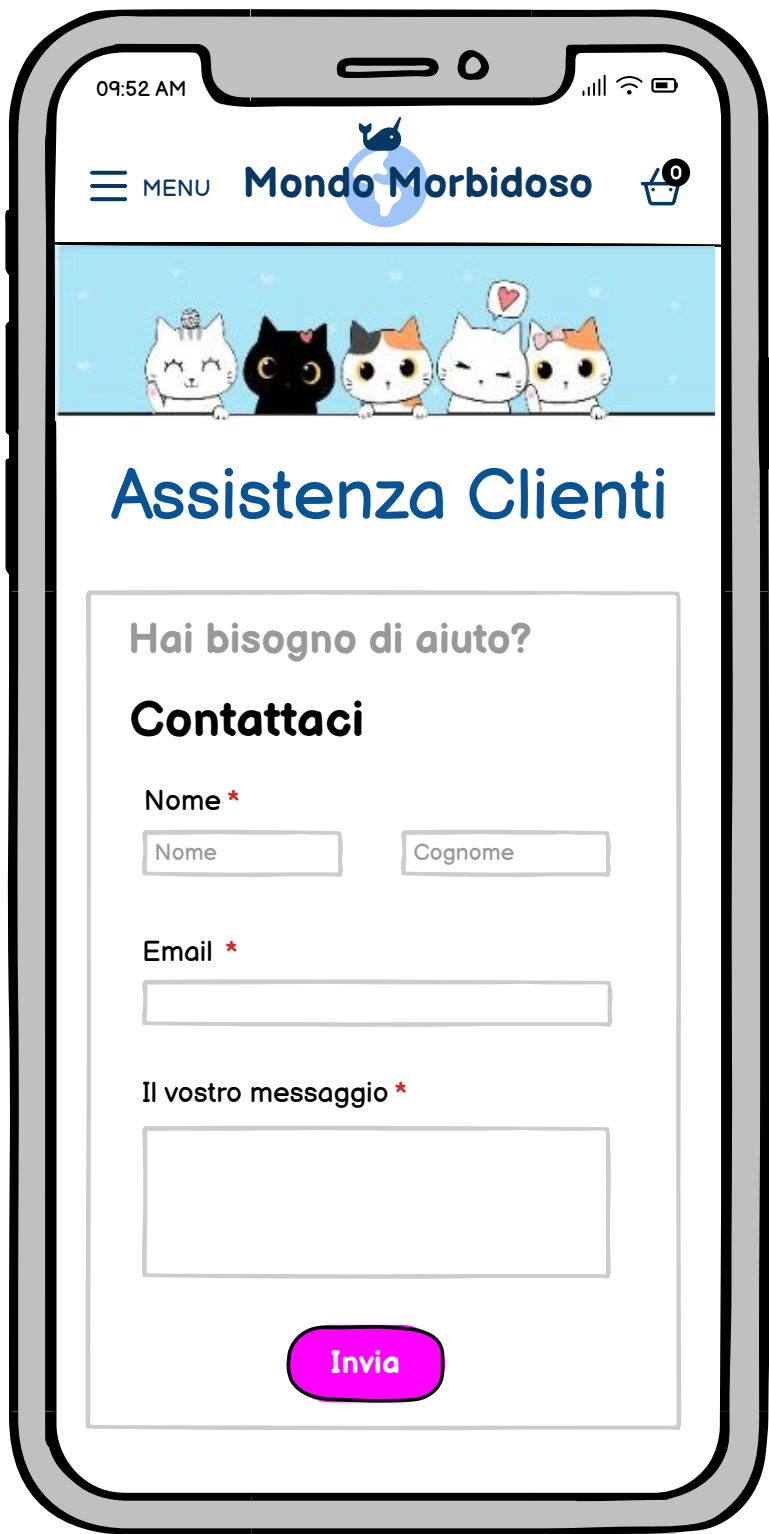 09:52 AM
MENU
Mondo Morbidoso
0
Assistenza Clienti
Hai bisogno di aiuto?
Contattaci
Nome *
Nome
Cognome
Email *
Il vostro messaggio *
Invia